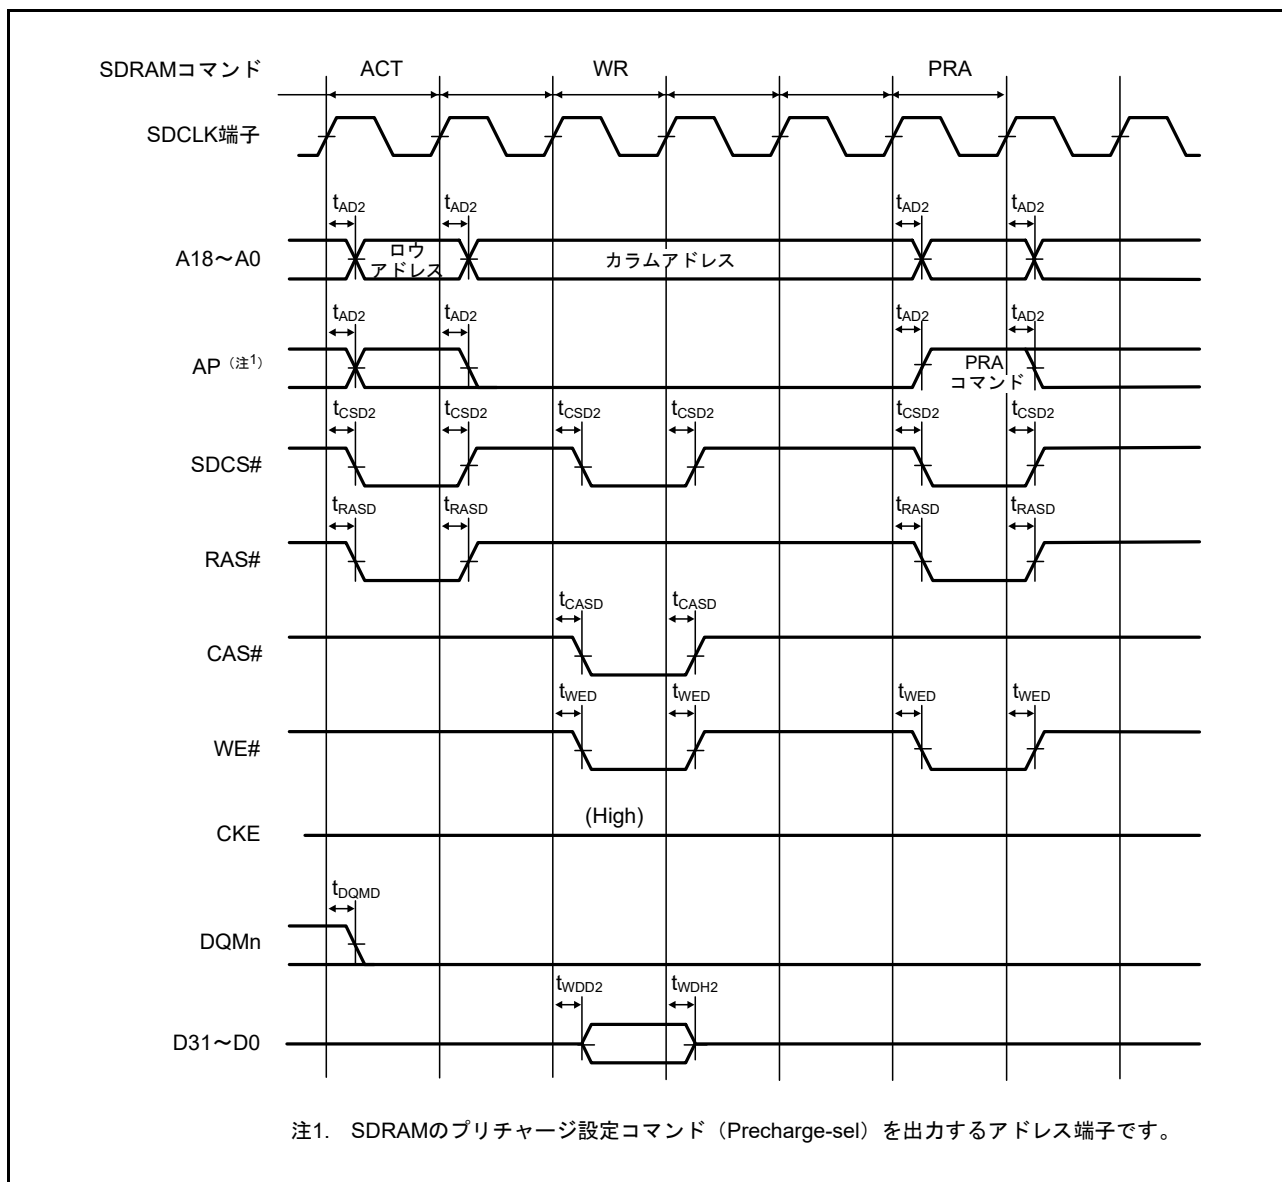 SDRAMコマンド ACT WR PRA
SDCLK端子
tAD2 tAD2 tAD2 tAD2
A18～A0 ロウ アドレス カラムアドレス
tAD2 tAD2 tAD2 tAD2
AP（注1） PRA コマンド
tCSD2 tCSD2 tCSD2 tCSD2 tCSD2 tCSD2
SDCS#
tRASD tRASD tRASD tRASD
RAS#
tCASD tCASD
CAS#
tWED tWED tWED tWED
WE#
(High)
CKE
tDQMD
DQMn
tWDD2 tWDH2
D31～D0
注1. SDRAMのプリチャージ設定コマンド（Precharge-sel）を出力するアドレス端子です。